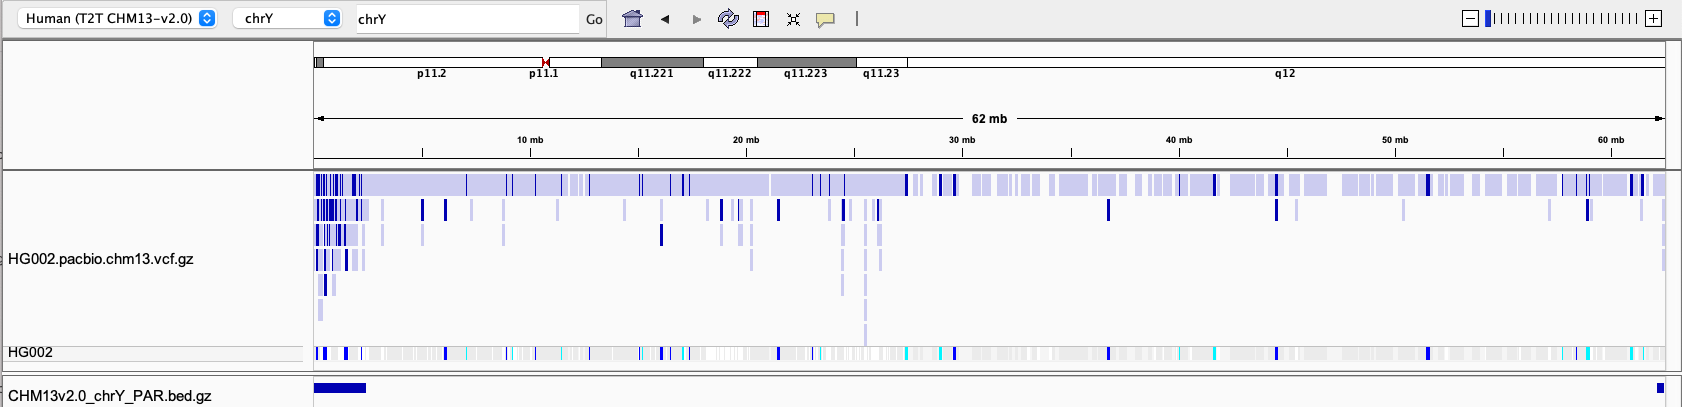 Human (T2T CHM13-v2.0) chrY chrY Go
p11.2 p11.1 q11.221 q11.222 q11.223 q11.23 q12
62 mb
10 mb 20 mb 30 mb 40 mb 50 mb 60 mb
HG002.pacbio.chm13.vcf.gz
HG002
CHM13v2.0_chrY_PAR.bed.gz